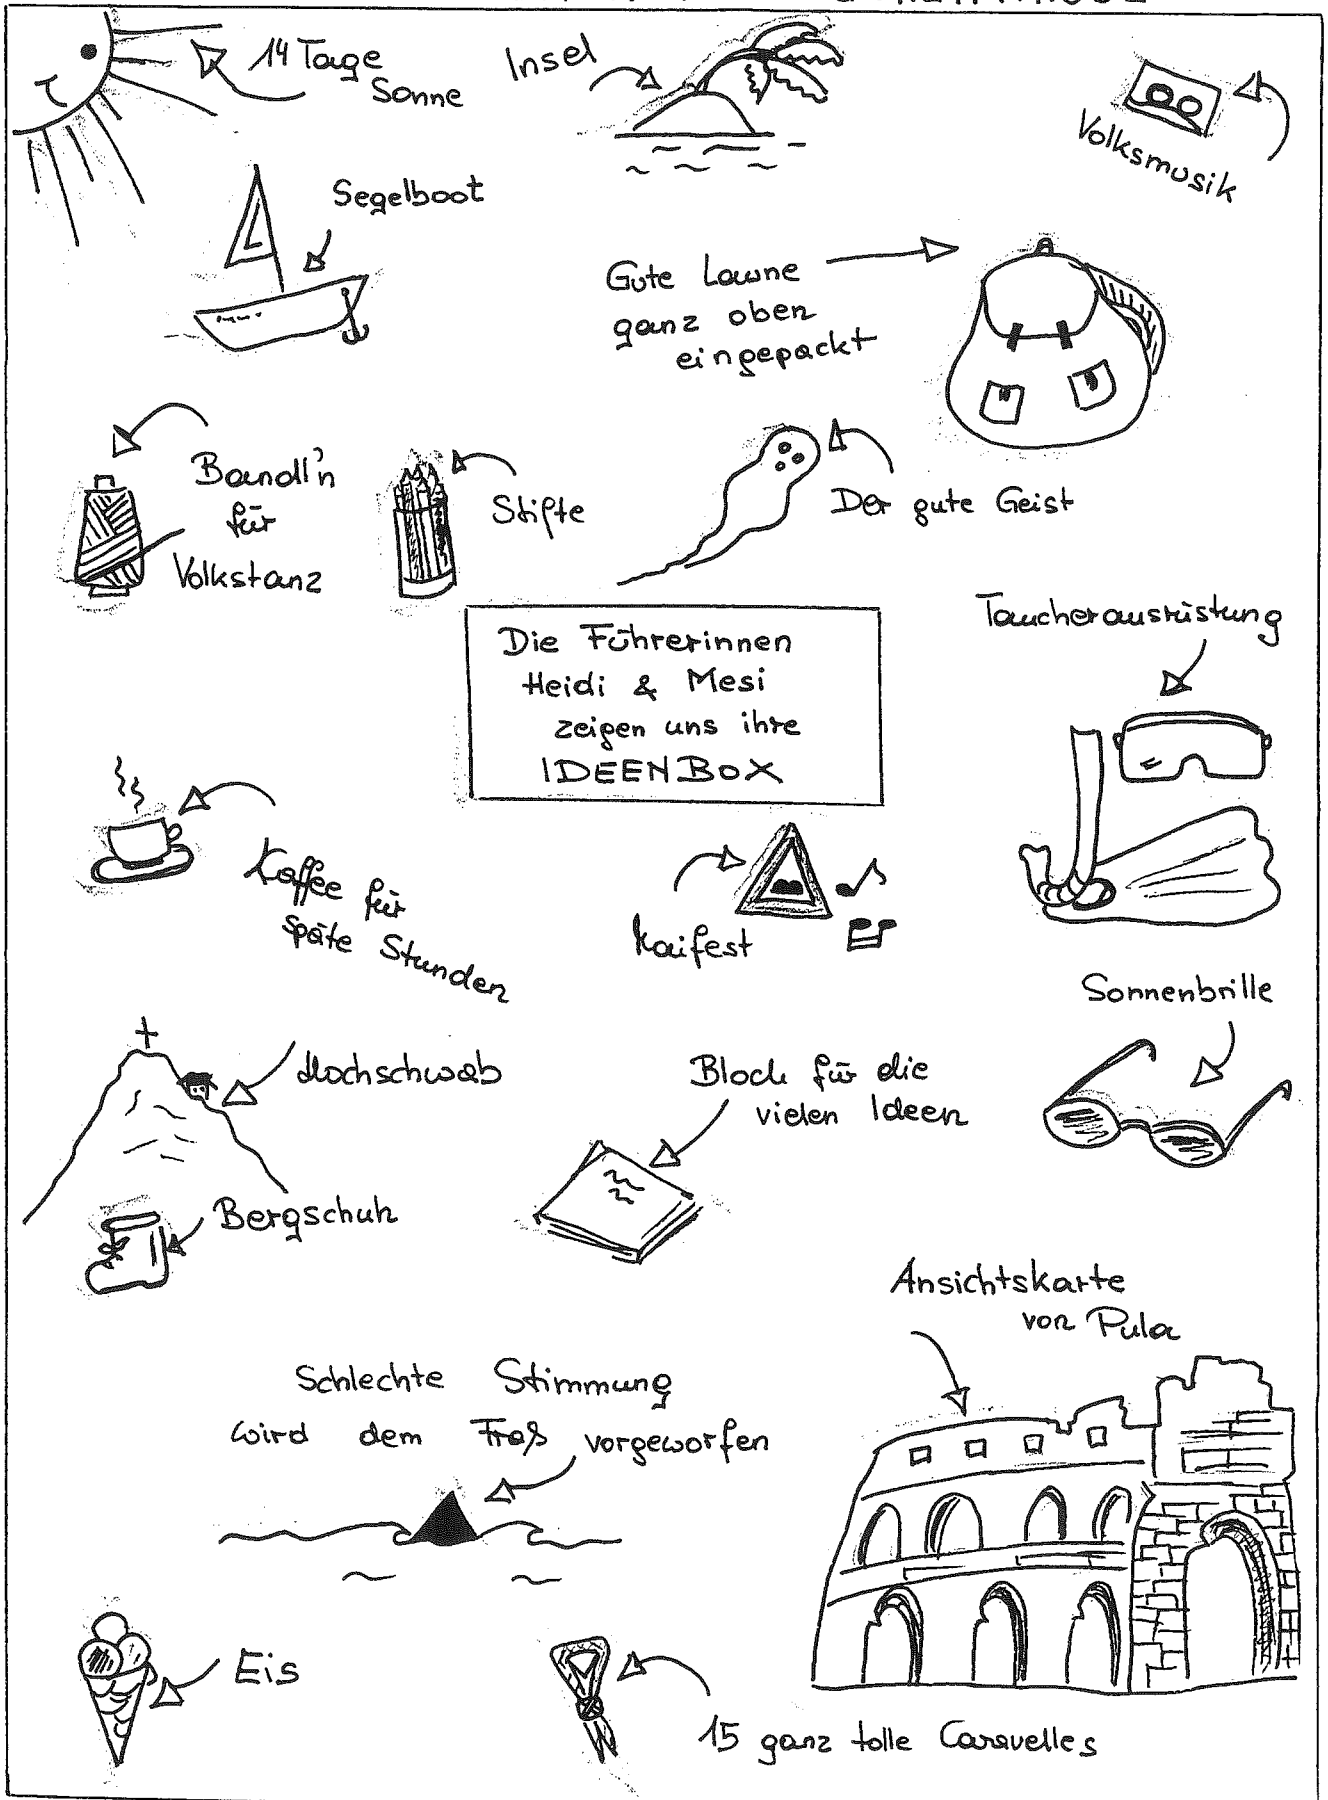 14 Tage
Sonne
Insel
Volksmusik
Segelboot
Gute Laune
ganz oben
eingepackt
Bandl'n
für
Volkstanz
Stifte
Der gute Geist
Taucherausrüstung
Die Führerinnen
Heidi & Mesi
zeigen uns ihre
IDEENBOX
Kaffee für
späte Stunden
Kaifest
Sonnenbrille
Hochschwab
Block für die
vielen Ideen
Bergschuh
Ansichtskarte
von Pula
Schlechte Stimmung
wird dem Fraß vorgeworfen
Eis
15 ganz tolle Caravelles